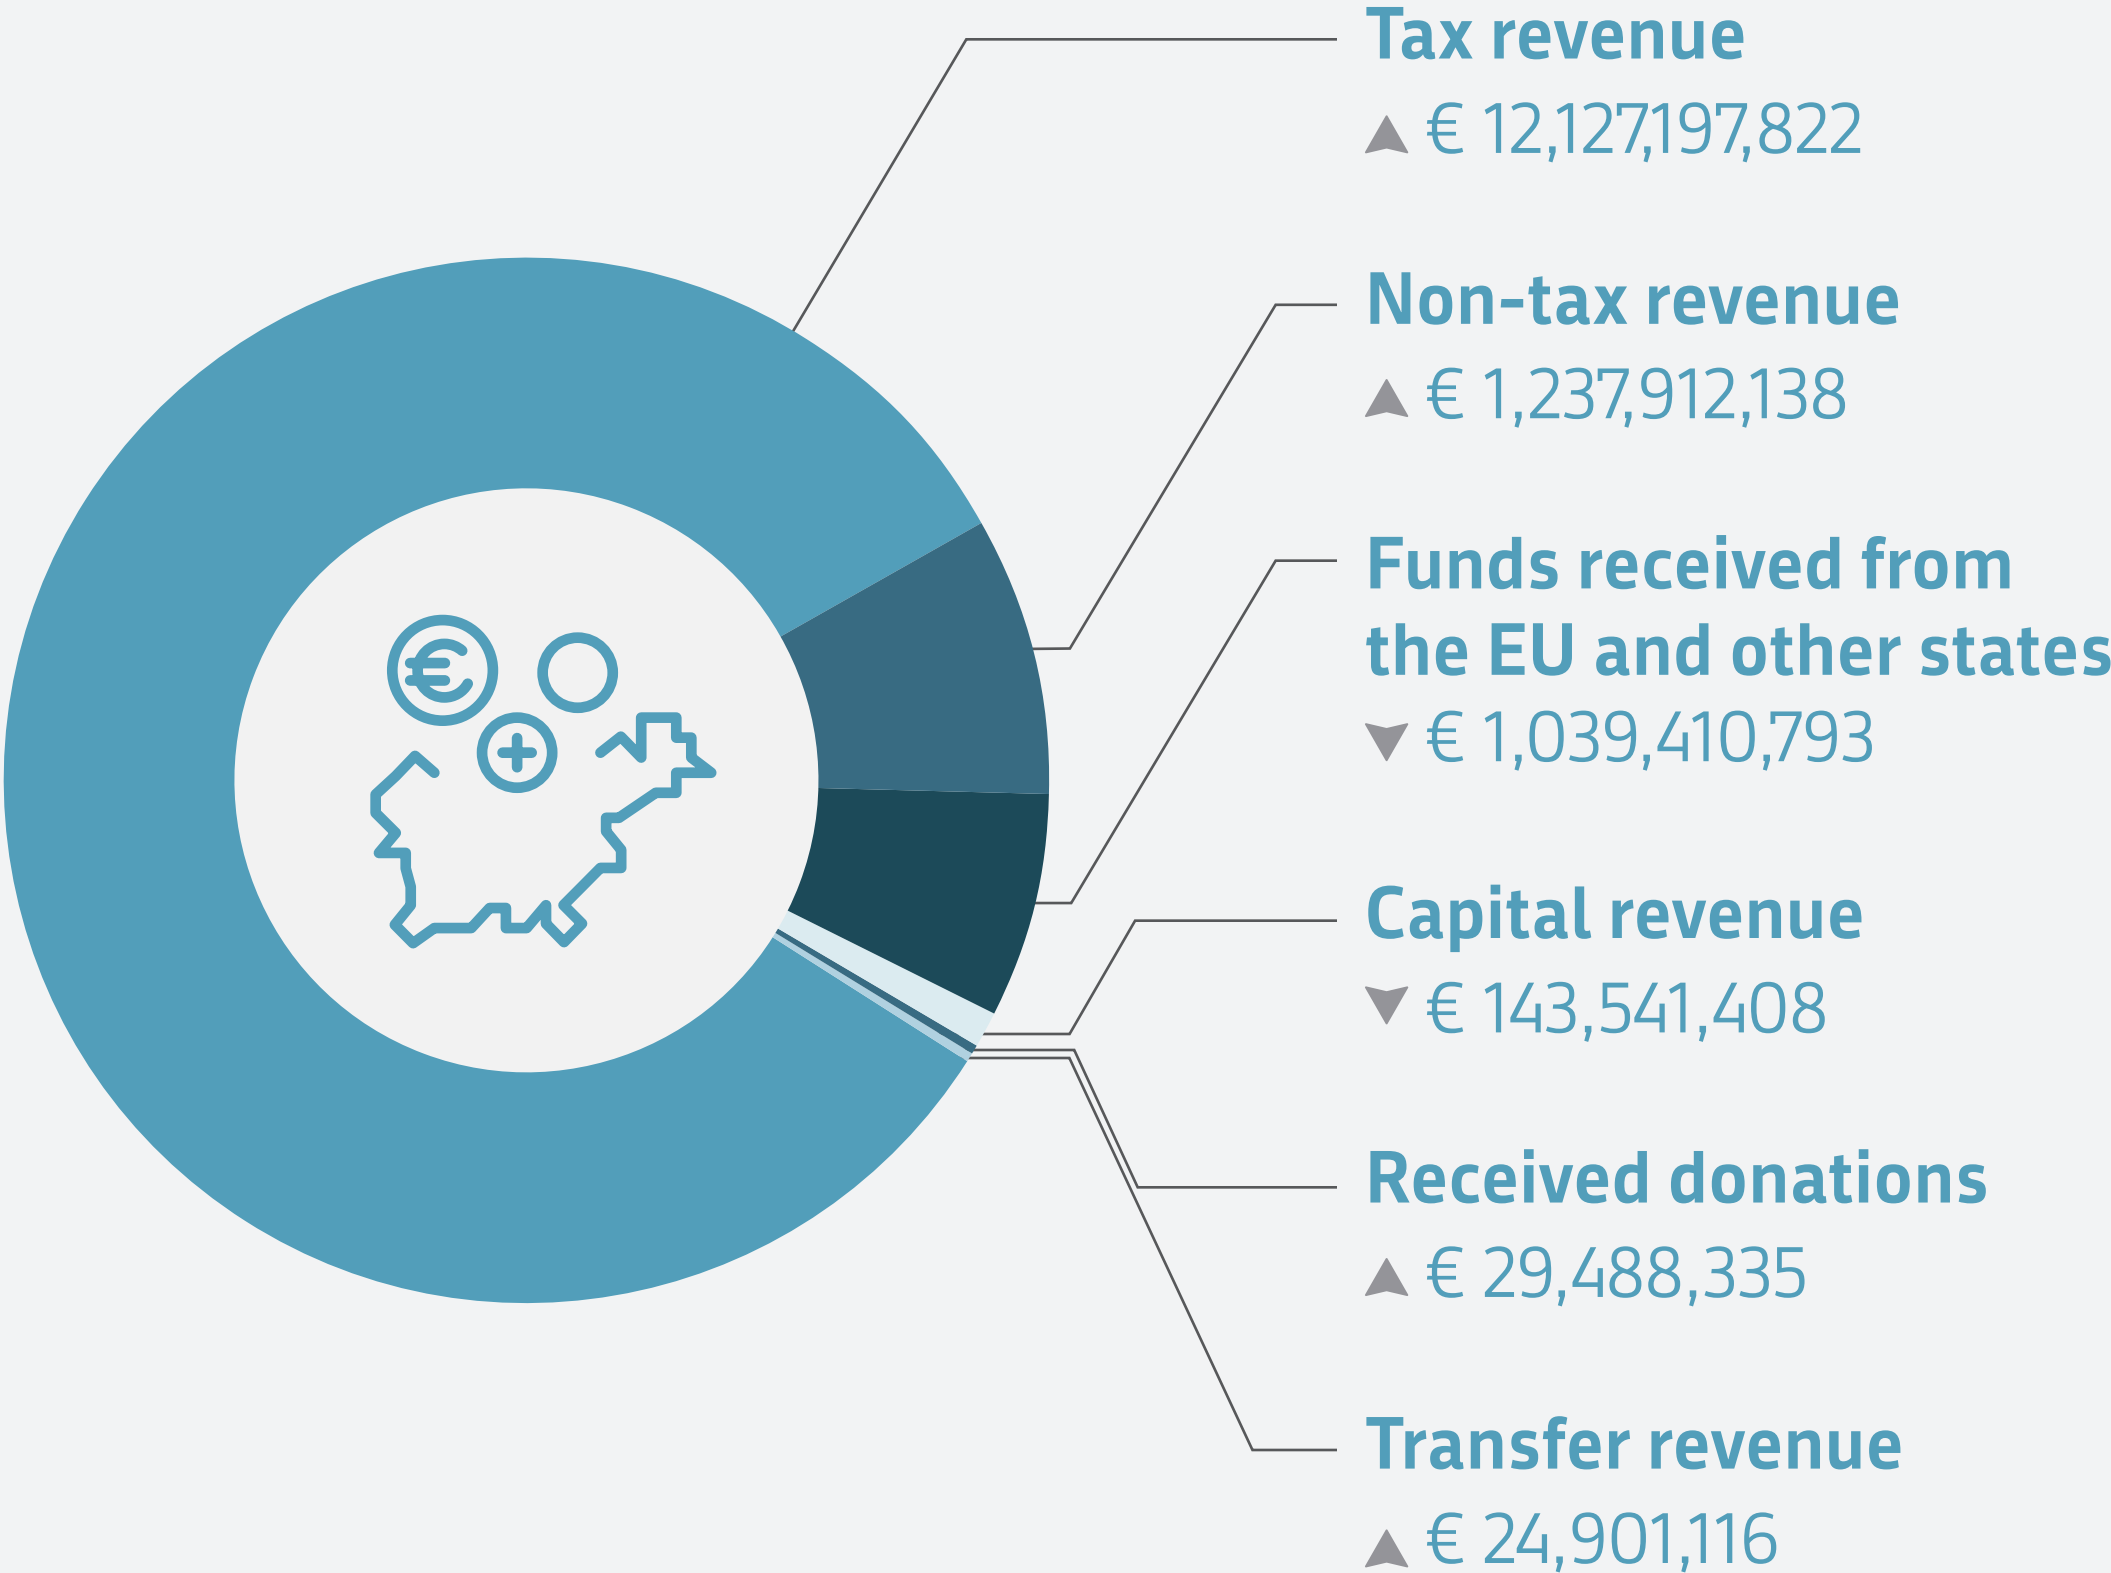 Tax revenue
€ 12,127,197,822
Non-tax revenue
€ 1,237,912,138
Funds received from
the EU and other states
€ 1,039,410,793
Capital revenue
€ 143,541,408
Received donations
€ 29,488,335
Transfer revenue
€ 24,901,116
€